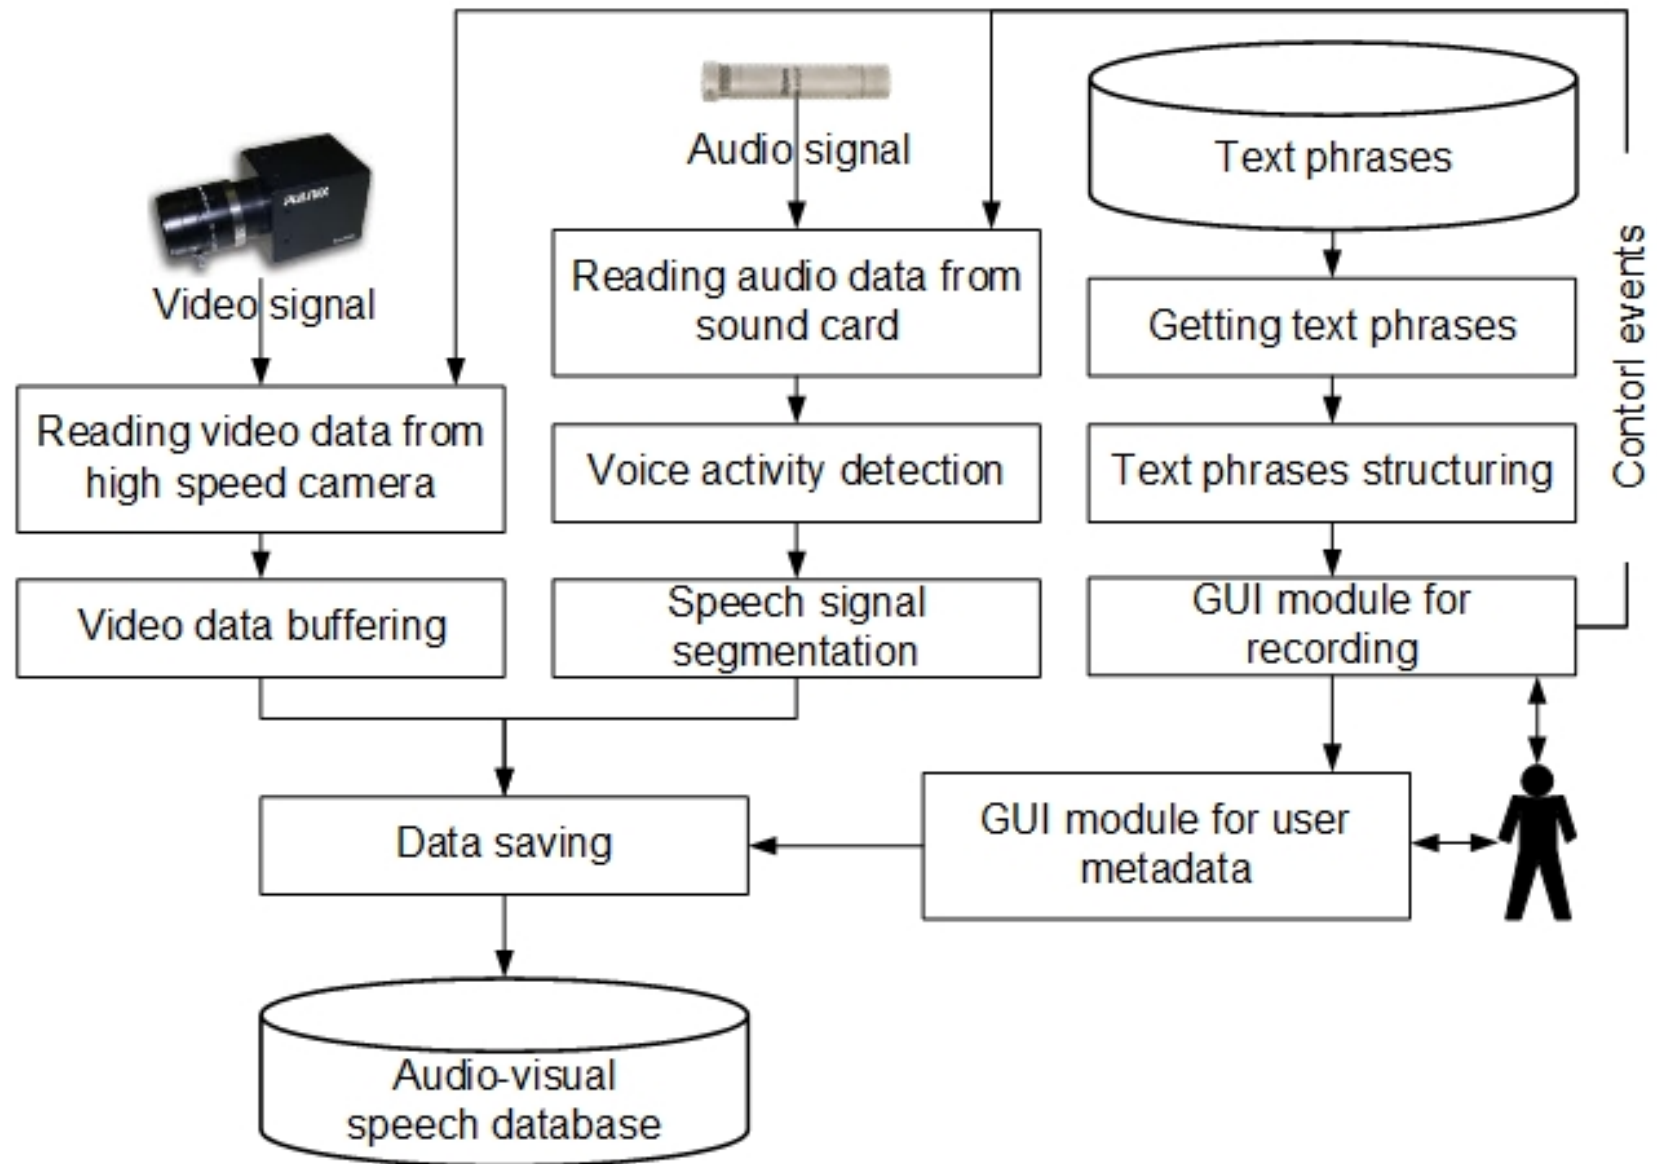 Audio signal
Text phrases
Video signal
Reading audio data from
sound card
Getting text phrases
Contorl events
Reading video data from
high speed camera
Voice activity detection
Text phrases structuring
Video data buffering
Speech signal
segmentation
GUI module for
recording
Data saving
GUI module for user
metadata
Audio-visual
speech database